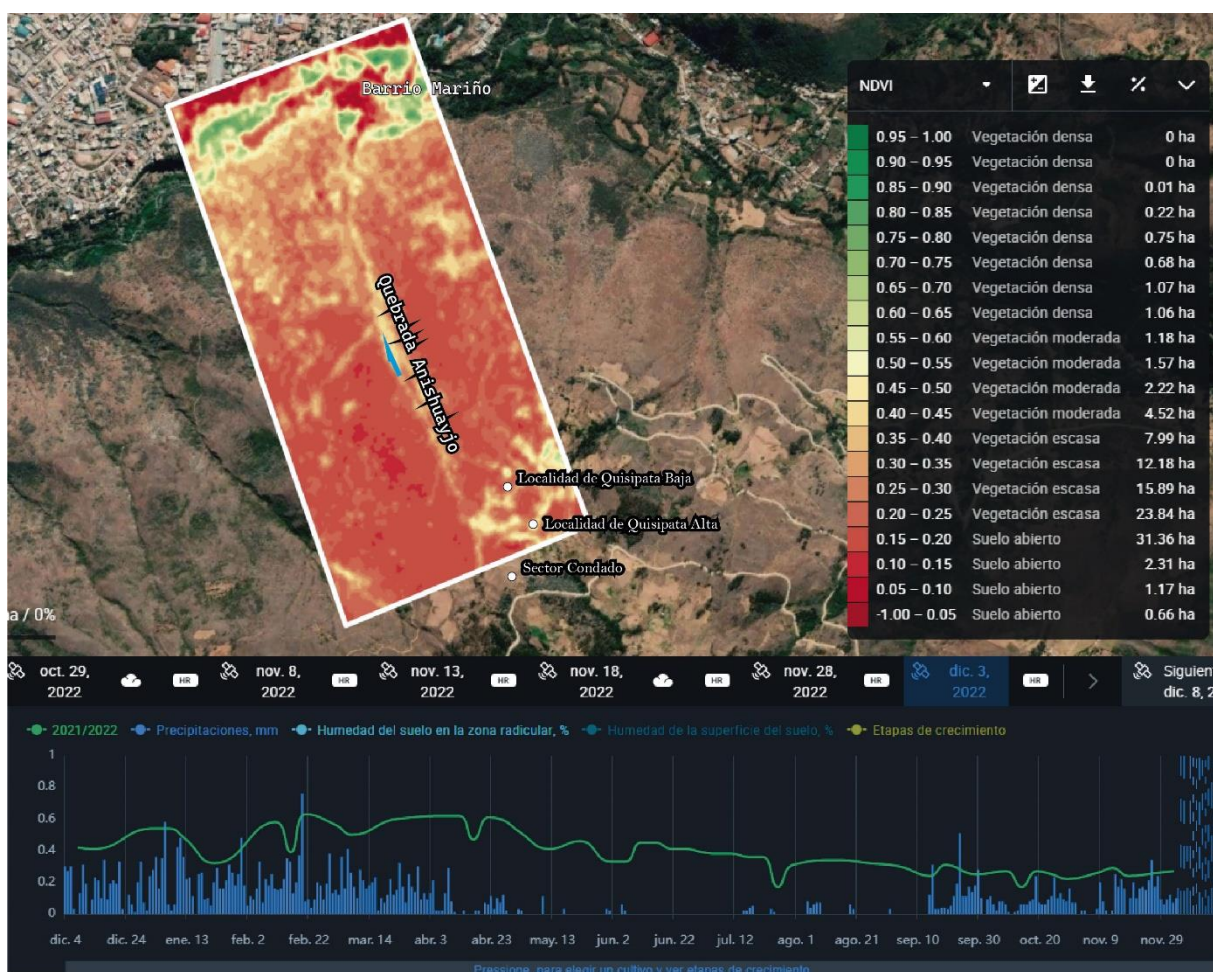 Barrio Mariño
Quebrada Anishuayjo
Localidad de Quisipata Baja
Localidad de Quisipata Alta
Sector Condado
ha / 0%
NDVI
0.95 – 1.00 Vegetación densa 0 ha
0.90 – 0.95 Vegetación densa 0 ha
0.85 – 0.90 Vegetación densa 0.01 ha
0.80 – 0.85 Vegetación densa 0.22 ha
0.75 – 0.80 Vegetación densa 0.75 ha
0.70 – 0.75 Vegetación densa 0.68 ha
0.65 – 0.70 Vegetación densa 1.07 ha
0.60 – 0.65 Vegetación densa 1.06 ha
0.55 – 0.60 Vegetación moderada 1.18 ha
0.50 – 0.55 Vegetación moderada 1.57 ha
0.45 – 0.50 Vegetación moderada 2.22 ha
0.40 – 0.45 Vegetación moderada 4.52 ha
0.35 – 0.40 Vegetación escasa 7.99 ha
0.30 – 0.35 Vegetación escasa 12.18 ha
0.25 – 0.30 Vegetación escasa 15.89 ha
0.20 – 0.25 Vegetación escasa 23.84 ha
0.15 – 0.20 Suelo abierto 31.36 ha
0.10 – 0.15 Suelo abierto 2.31 ha
0.05 – 0.10 Suelo abierto 1.17 ha
-1.00 – 0.05 Suelo abierto 0.66 ha
oct. 29, HR nov. 8, HR nov. 13, HR nov. 18, HR nov. 28, HR dic. 3, HR Siguien
2022 2022 2022 2022 2022 2022 dic. 8, 2
2021/2022 Precipitaciones, mm Humedad del suelo en la zona radicular, % Humedad de la superficie del suelo, % Etapas de crecimiento
1
0.8
0.6
0.4
0.2
0
dic. 4 dic. 24 ene. 13 feb. 2 feb. 22 mar. 14 abr. 3 abr. 23 may. 13 jun. 2 jun. 22 jul. 12 ago. 1 ago. 21 sep. 10 sep. 30 oct. 20 nov. 9 nov. 29
Pressione, para elegir un cultivo y ver etapas de crecimiento